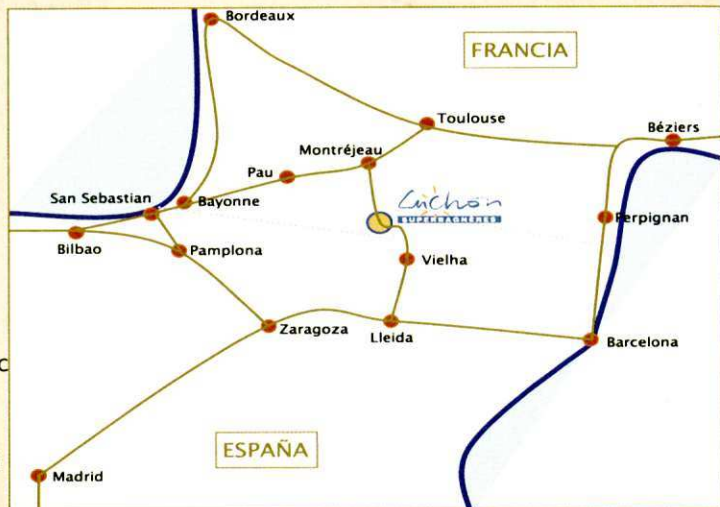 Bordeaux
FRANCIA
Toulouse
Béziers
Montréjeau
Pau
Luchon
SUPERBAGNERES
San Sebastian
Bayonne
Perpignan
Bilbao
Pamplona
Vielha
Zaragoza
Lleida
Barcelona
C
ESPAÑA
Madrid